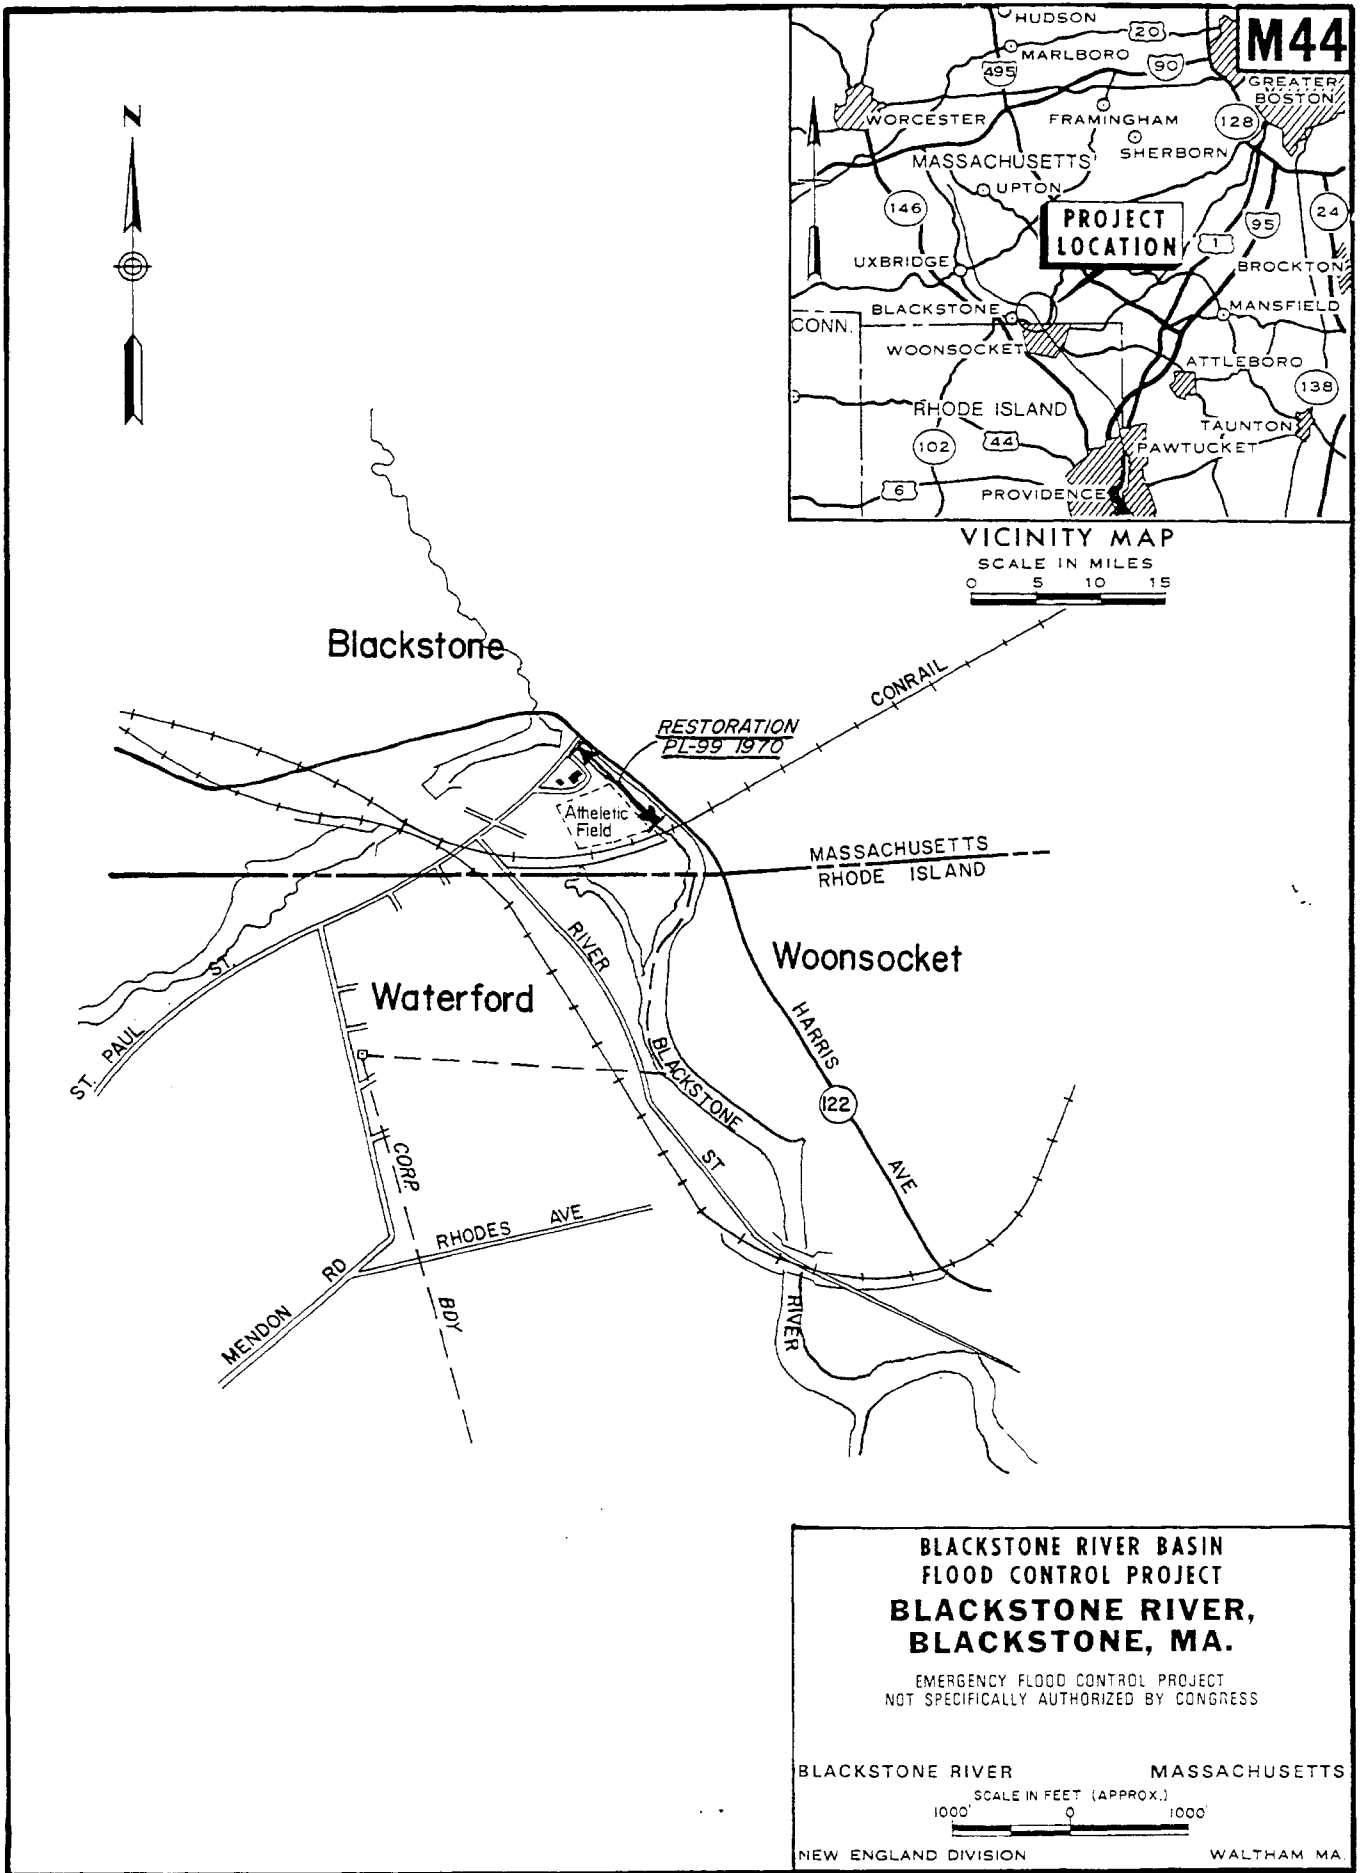 M44
HUDSON
20
MARLBORO
495
90
GREATER
BOSTON
WORCESTER
FRAMINGHAM
128
SHERBORN
MASSACHUSETTS
UPTON
146
PROJECT
LOCATION
95
24
1
UXBRIDGE
BROCKTON
BLACKSTONE
MANSFIELD
CONN.
WOONSOCKET
ATTLEBORO
138
RHODE ISLAND
TAUNTON
102
44
PAWTUCKET
6
PROVIDENCE
VICINITY MAP
SCALE IN MILES
0 5 10 15
N
Blackstone
CONRAIL
RESTORATION
PL-99 1970
Atheletic
Field
MASSACHUSETTS
RHODE ISLAND
RIVER
ST
Woonsocket
ST.
Waterford
ST. PAUL
HARRIS
AVE
BLACKSTONE
122
CORP.
BDY
RHODES AVE
MENDON RD
RIVER
BLACKSTONE RIVER BASIN
FLOOD CONTROL PROJECT
BLACKSTONE RIVER,
BLACKSTONE, MA.
EMERGENCY FLOOD CONTROL PROJECT
NOT SPECIFICALLY AUTHORIZED BY CONGRESS
BLACKSTONE RIVER MASSACHUSETTS
SCALE IN FEET (APPROX.)
1000' 0 1000'
NEW ENGLAND DIVISION WALTHAM MA.